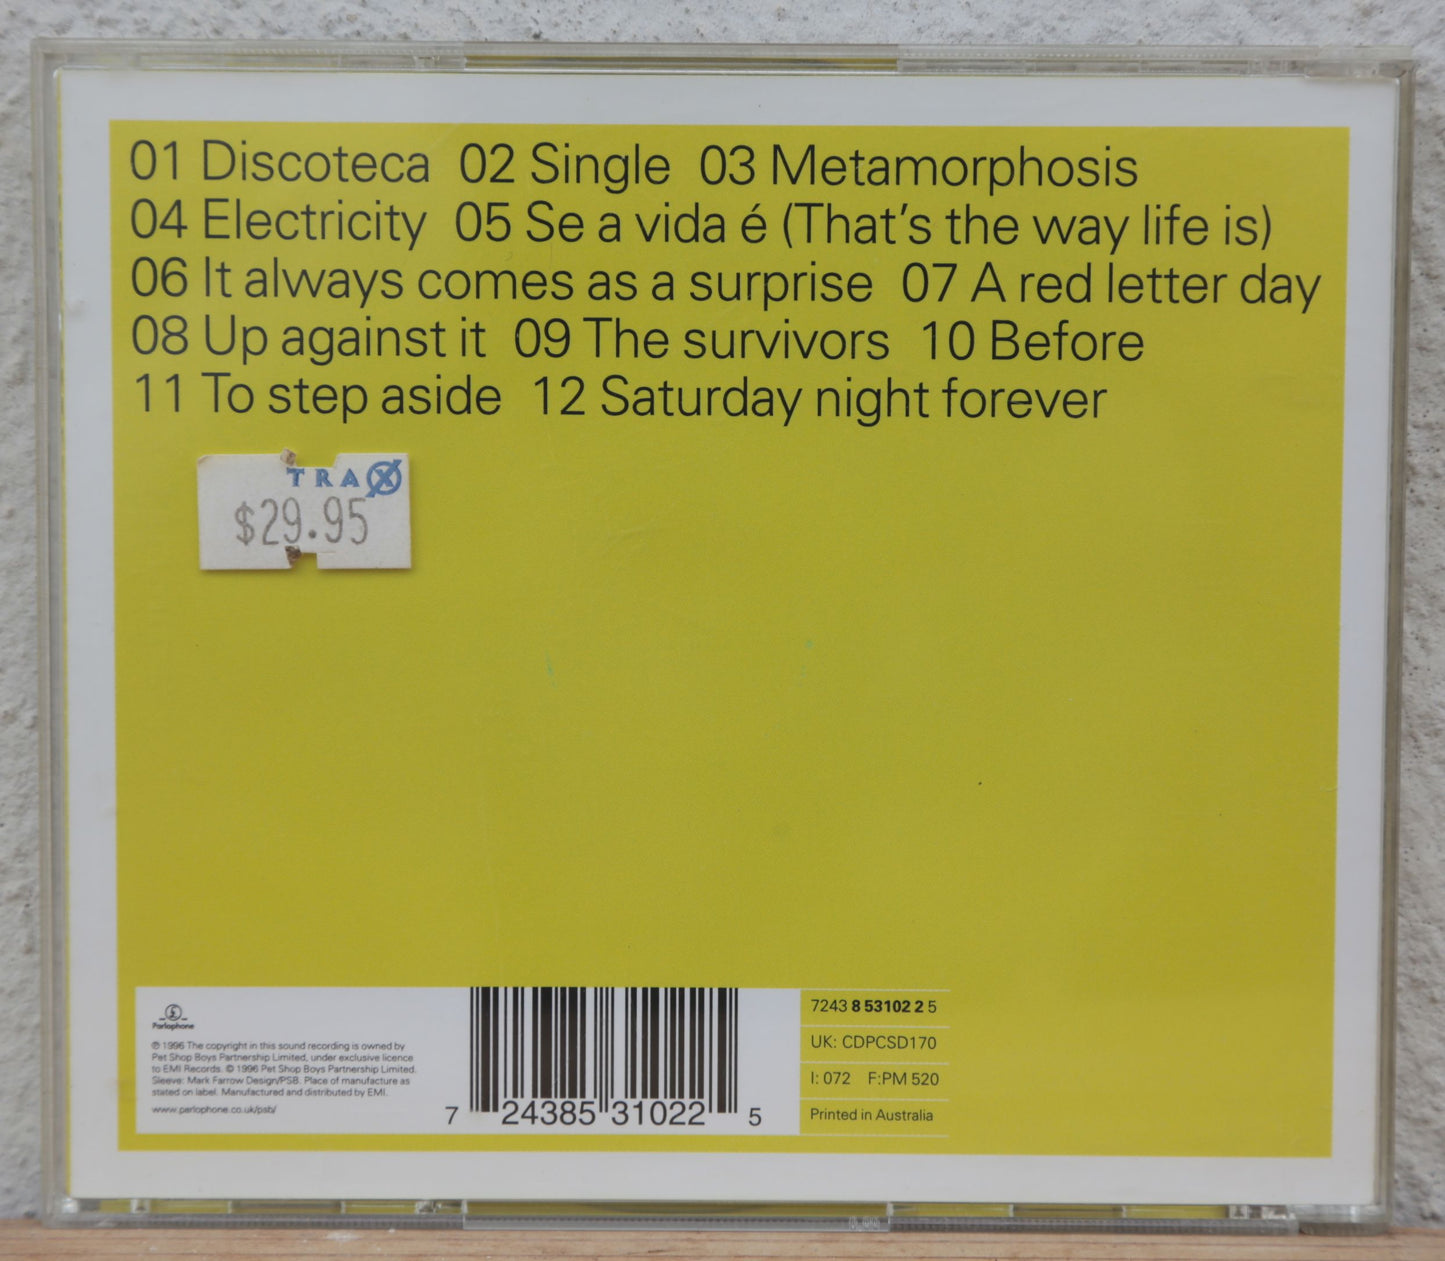 01 Discoteca 02 Single 03 Metamorphosis
04 Electricity 05 Se a vida é (That's the way life is)
06 It always comes as a surprise 07 A red letter day
08 Up against it 09 The survivors 10 Before
11 To step aside 12 Saturday night forever
TRAX
$29.95
£
Parlophone
℗ 1996 The copyright in this sound recording is owned by
Pet Shop Boys Partnership Limited, under exclusive licence
to EMI Records. © 1996 Pet Shop Boys Partnership Limited.
Sleeve: Mark Farrow Design/PSB. Place of manufacture as
stated on label. Manufactured and distributed by EMI.
www.parlophone.co.uk/psb/
7 24385 31022 5
7243 8 53102 2 5
UK: CDPCSD170
I: 072 F:PM 520
Printed in Australia